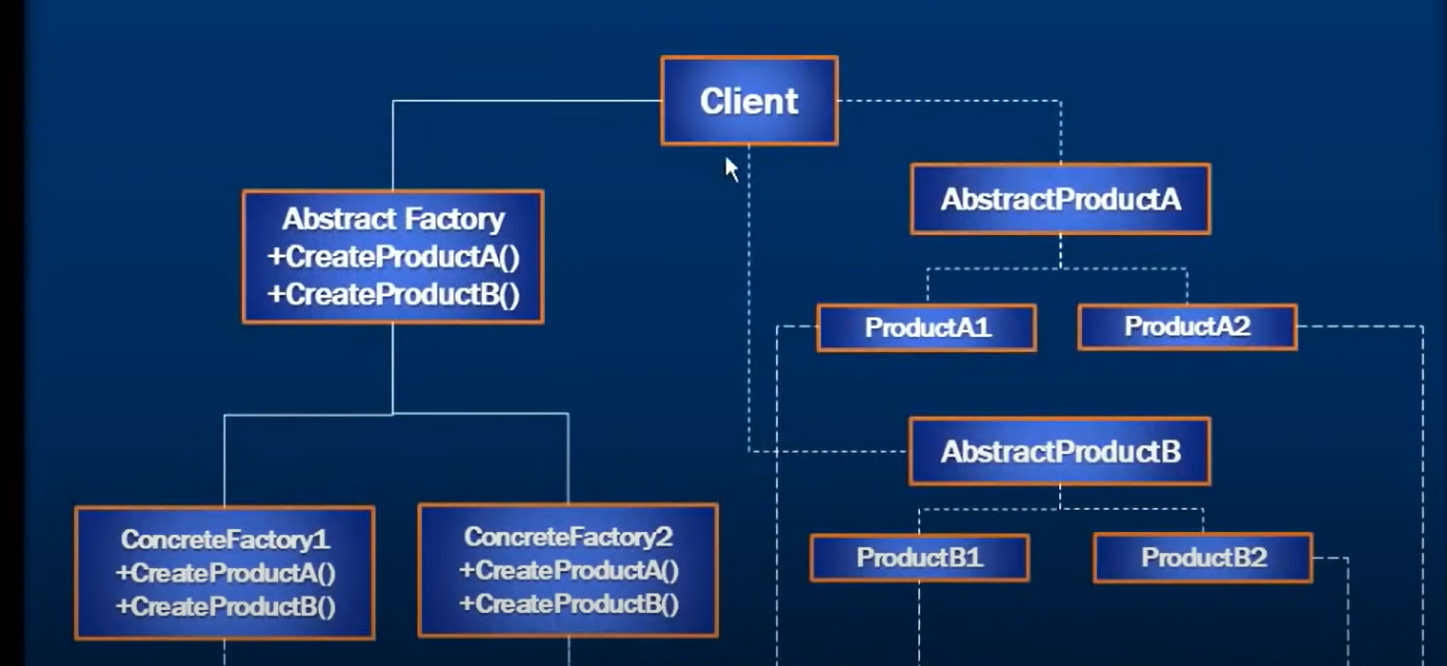 Client
AbstractProductA
Abstract Factory
+CreateProductA()
+CreateProductB()
ProductA1
ProductA2
AbstractProductB
ConcreteFactory1
+CreateProductA()
+CreateProductB()
ConcreteFactory2
+CreateProductA()
+CreateProductB()
ProductB1
ProductB2